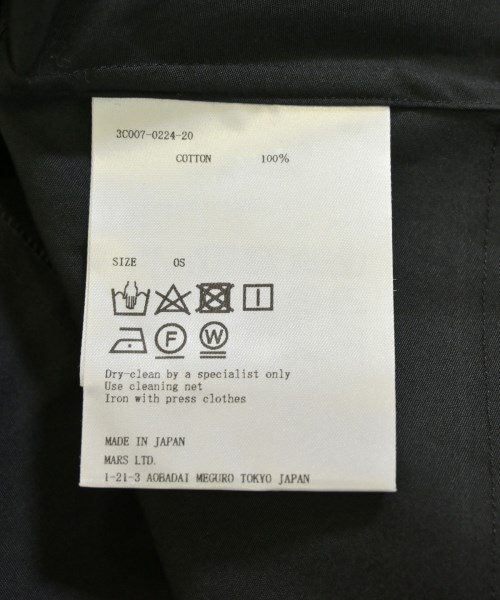 3C007-0224-20
COTTON 100%
SIZE OS
F W
Dry-clean by a specialist only
Use cleaning net
Iron with press clothes
MADE IN JAPAN
MARS LTD.
1-21-3 AOBADAI MEGURO TOKYO JAPAN